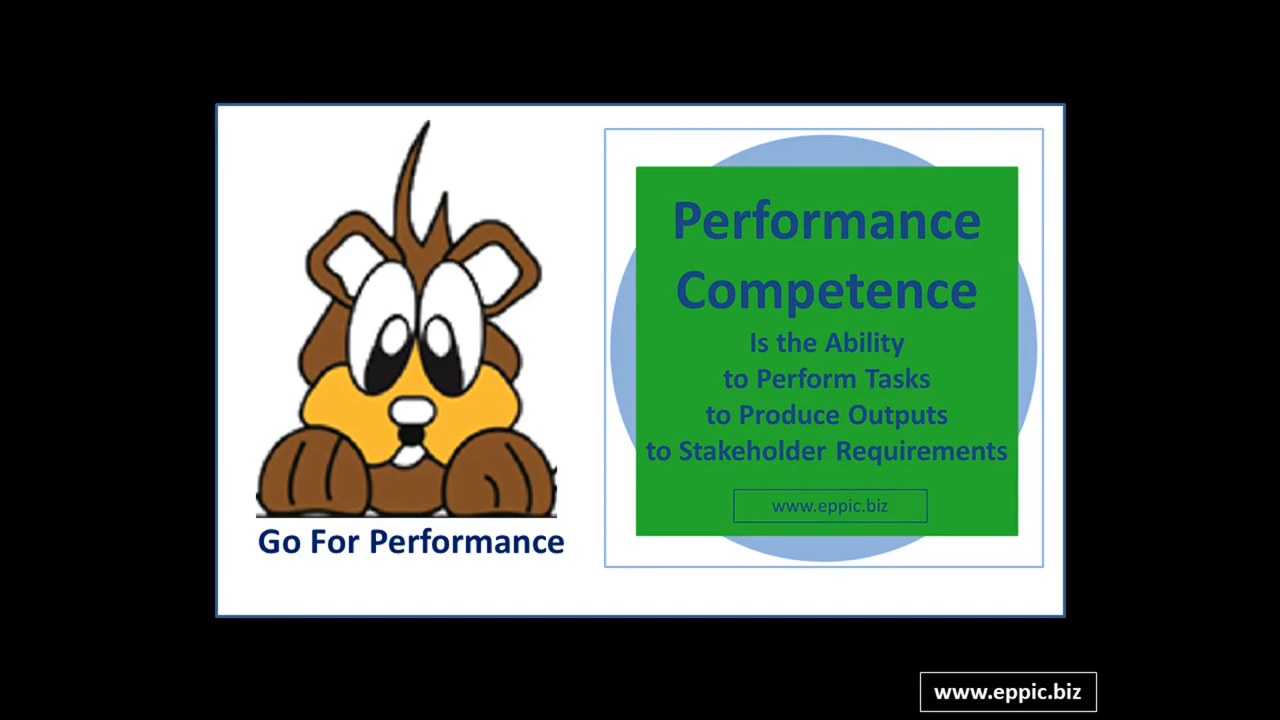 Go For Performance
Performance
Competence
Is the Ability
to Perform Tasks
to Produce Outputs
to Stakeholder Requirements
www.eppic.biz
www.eppic.biz